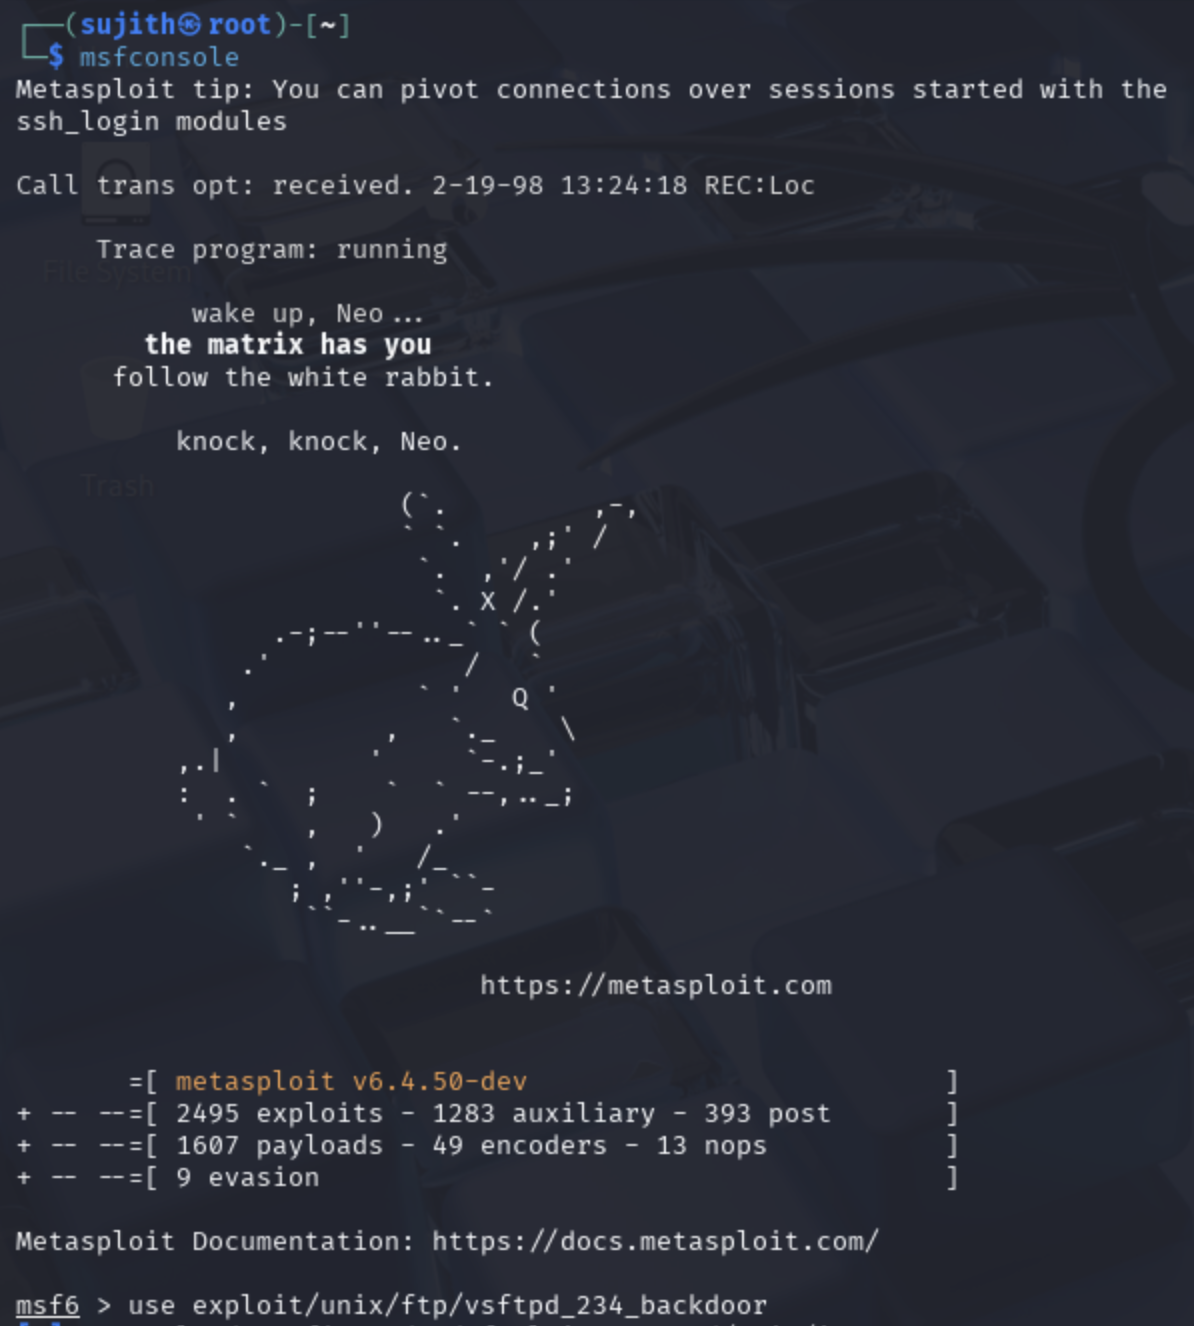 ┌──(sujith㉿root)-[~]
└─$ msfconsole
Metasploit tip: You can pivot connections over sessions started with the
ssh_login modules
Call trans opt: received. 2-19-98 13:24:18 REC:Loc
Trace program: running
File System
wake up, Neo...
the matrix has you
follow the white rabbit.
knock, knock, Neo.
Trash
https://metasploit.com
=[ metasploit v6.4.50-dev ]
+ -- --=[ 2495 exploits - 1283 auxiliary - 393 post ]
+ -- --=[ 1607 payloads - 49 encoders - 13 nops ]
+ -- --=[ 9 evasion ]
Metasploit Documentation: https://docs.metasploit.com/
msf6 > use exploit/unix/ftp/vsftpd_234_backdoor